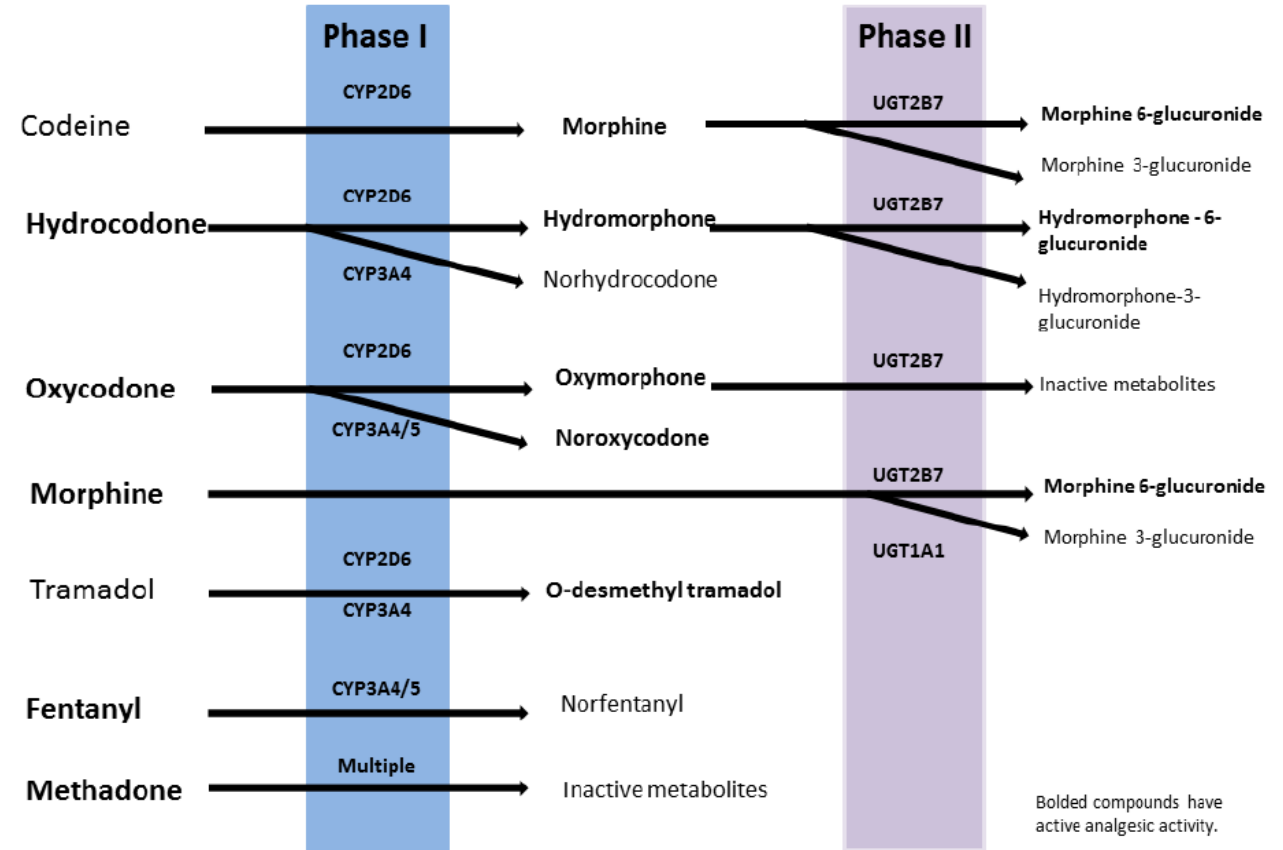 Phase I
Phase II
CYP2D6
UGT2B7
Codeine
Morphine
Morphine 6-glucuronide
Morphine 3-glucuronide
CYP2D6
UGT2B7
Hydrocodone
Hydromorphone
Hydromorphone - 6-
glucuronide
CYP3A4
Norhydrocodone
Hydromorphone-3-
glucuronide
CYP2D6
UGT2B7
Oxycodone
Oxymorphone
Inactive metabolites
CYP3A4/5
Noroxycodone
Morphine
UGT2B7
Morphine 6-glucuronide
Morphine 3-glucuronide
UGT1A1
CYP2D6
Tramadol
O-desmethyl tramadol
CYP3A4
CYP3A4/5
Fentanyl
Norfentanyl
Multiple
Methadone
Inactive metabolites
Bolded compounds have
active analgesic activity.